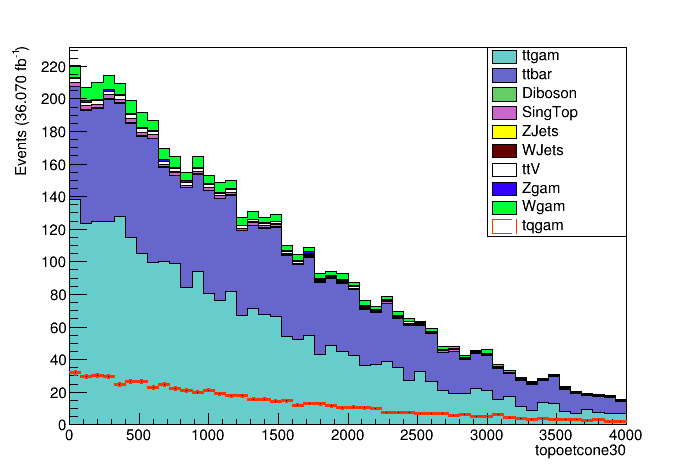 Events (36.070 fb⁻¹)
220
200
180
160
140
120
100
80
60
40
20
0
0 500 1000 1500 2000 2500 3000 3500 4000
topoetcone30
ttgam
ttbar
Diboson
SingTop
ZJets
WJets
ttV
Zgam
Wgam
tqgam